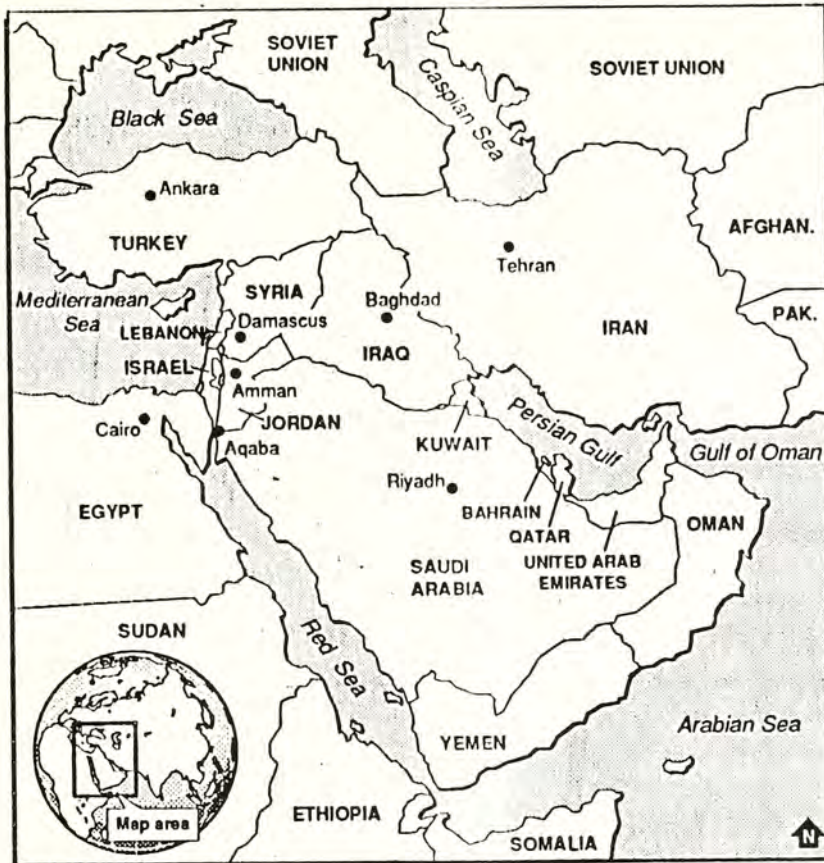 SOVIET
UNION
SOVIET UNION
Caspian Sea
Black Sea
Ankara
TURKEY
Tehran
AFGHAN.
Mediterranean
Sea
SYRIA
Baghdad
PAK.
LEBANON
Damascus
IRAQ
IRAN
ISRAEL
Amman
JORDAN
Cairo
Aqaba
KUWAIT
Persian Gulf
Gulf of Oman
Riyadh
BAHRAIN
EGYPT
QATAR
OMAN
SAUDI
ARABIA
UNITED ARAB
EMIRATES
SUDAN
Red Sea
Arabian Sea
YEMEN
Map area
ETHIOPIA
SOMALIA
N